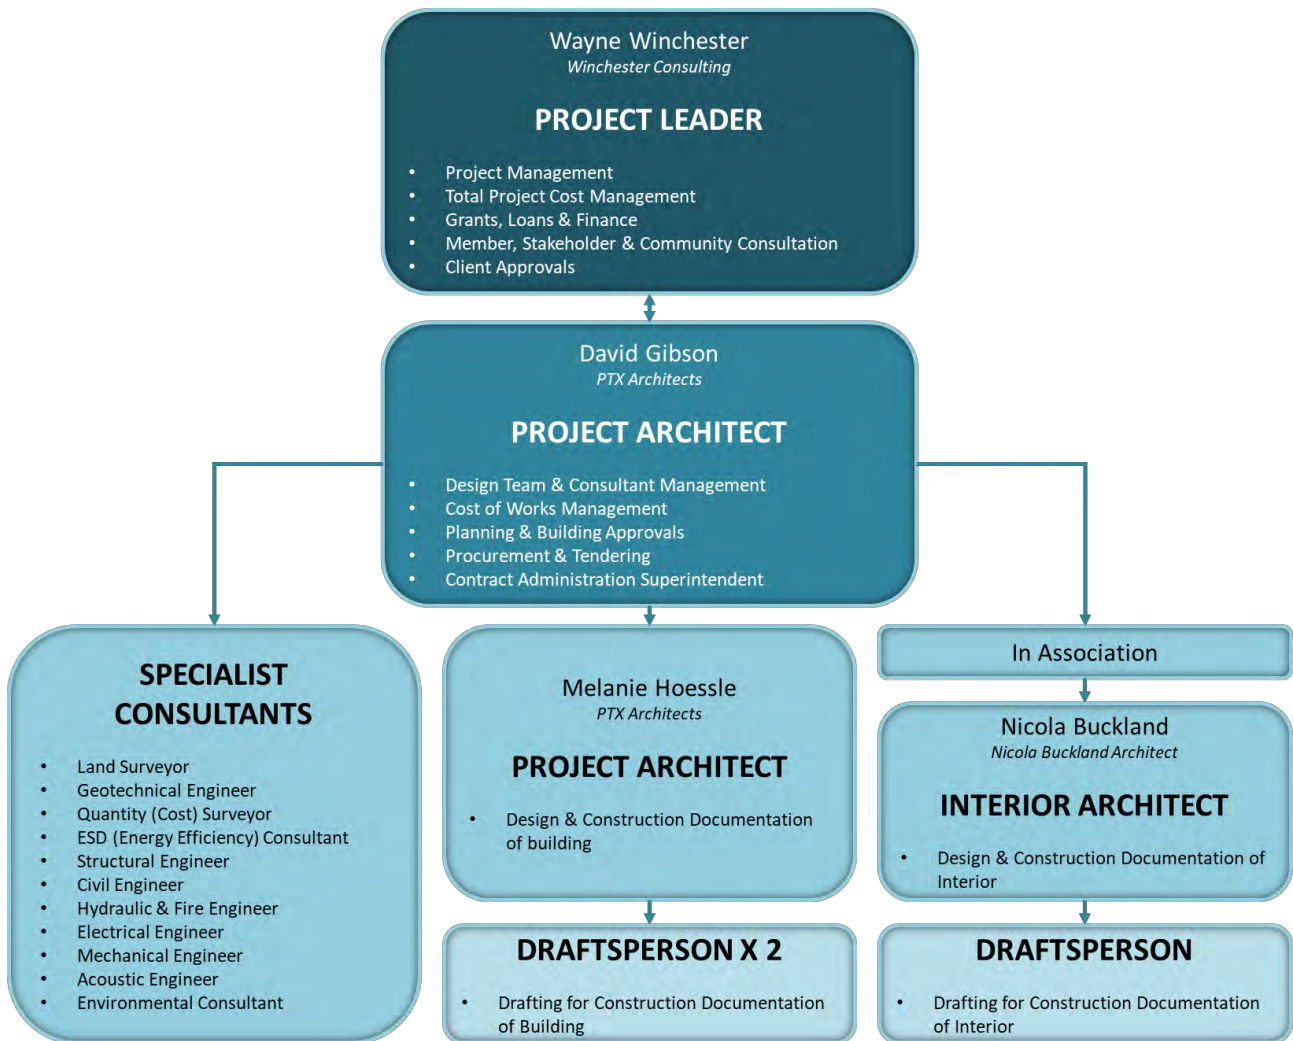 Wayne Winchester
Winchester Consulting
PROJECT LEADER
• Project Management
• Total Project Cost Management
• Grants, Loans & Finance
• Member, Stakeholder & Community Consultation
• Client Approvals
David Gibson
PTX Architects
PROJECT ARCHITECT
• Design Team & Consultant Management
• Cost of Works Management
• Planning & Building Approvals
• Procurement & Tendering
• Contract Administration Superintendent
SPECIALIST
CONSULTANTS
• Land Surveyor
• Geotechnical Engineer
• Quantity (Cost) Surveyor
• ESD (Energy Efficiency) Consultant
• Structural Engineer
• Civil Engineer
• Hydraulic & Fire Engineer
• Electrical Engineer
• Mechanical Engineer
• Acoustic Engineer
• Environmental Consultant
Melanie Hoessle
PTX Architects
PROJECT ARCHITECT
• Design & Construction Documentation
of building
DRAFTSPERSON X 2
• Drafting for Construction Documentation
of Building
In Association
Nicola Buckland
Nicola Buckland Architect
INTERIOR ARCHITECT
• Design & Construction Documentation of
Interior
DRAFTSPERSON
• Drafting for Construction Documentation
of Interior